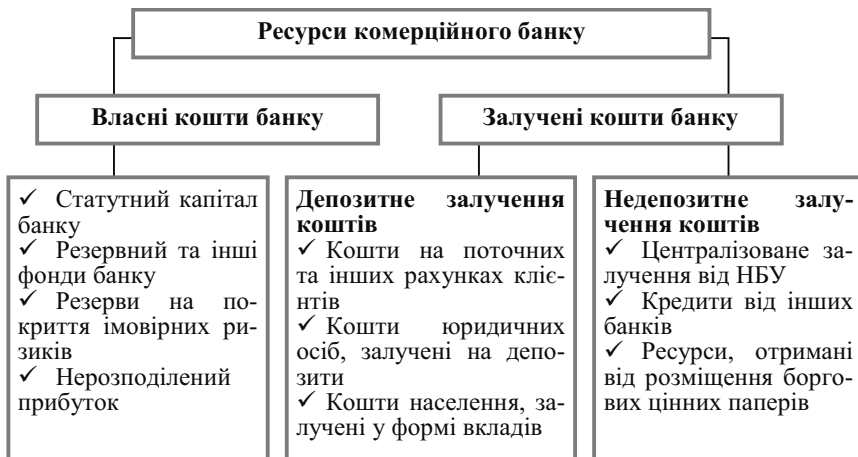 Ресурси комерційного банку
Власні кошти банку
Залучені кошти банку
✓ Статутний капітал
банку
✓ Резервний та інші
фонди банку
✓ Резерви на по-
криття імовірних ри-
зиків
✓ Нерозподілений
прибуток
Депозитне залучення
коштів
✓ Кошти на поточних
та інших рахунках кліє-
нтів
✓ Кошти юридичних
осіб, залучені на депо-
зити
✓ Кошти населення, за-
лучені у формі вкладів
Недепозитне залу-
чення коштів
✓ Централізоване за-
лучення від НБУ
✓ Кредити від інших
банків
✓ Ресурси, отримані
від розміщення борго-
вих цінних паперів